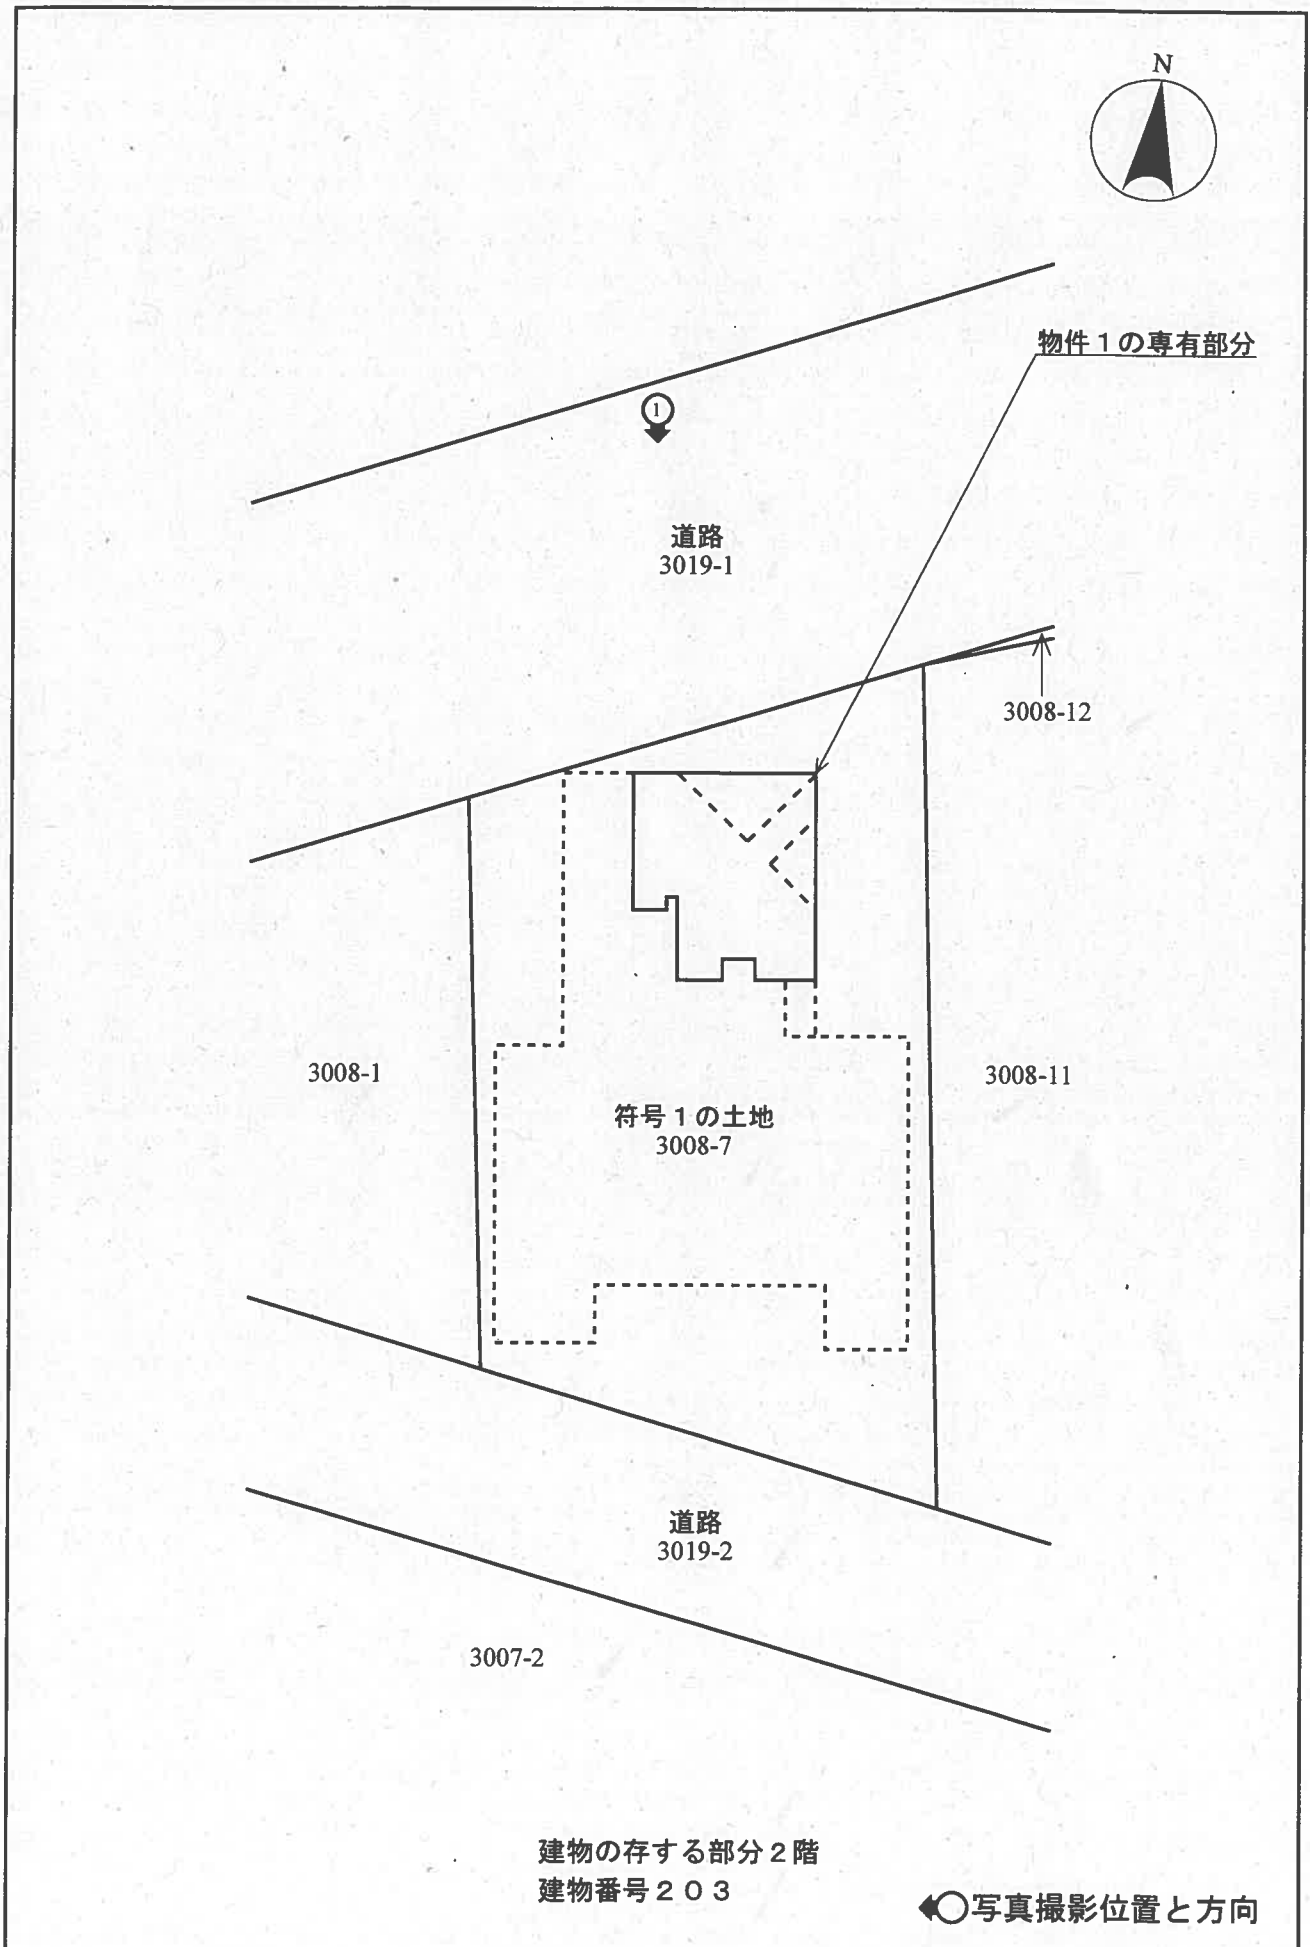 N
物件１の専有部分
1
道路
3019-1
3008-12
3008-1
3008-11
符号１の土地
3008-7
道路
3019-2
3007-2
建物の存する部分２階
建物番号２０３
写真撮影位置と方向